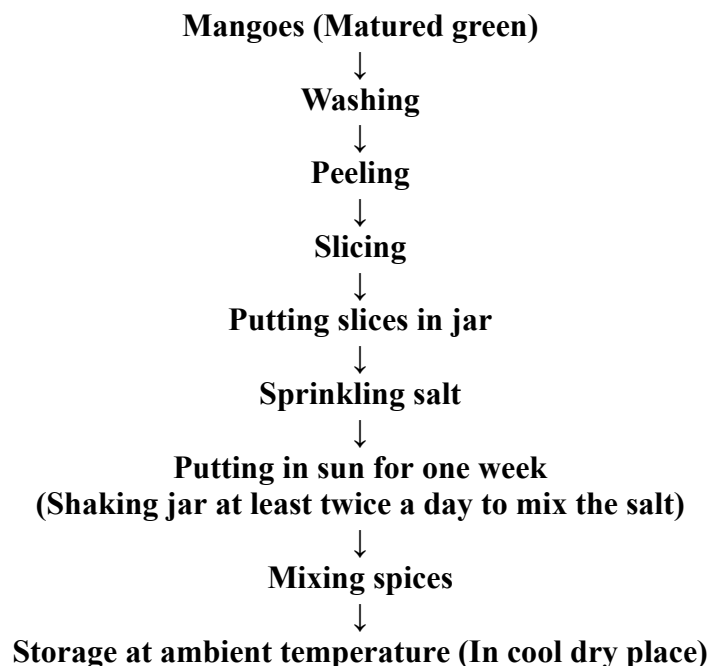 Mangoes (Matured green)
↓
Washing
↓
Peeling
↓
Slicing
↓
Putting slices in jar
↓
Sprinkling salt
↓
Putting in sun for one week
(Shaking jar at least twice a day to mix the salt)
↓
Mixing spices
↓
Storage at ambient temperature (In cool dry place)